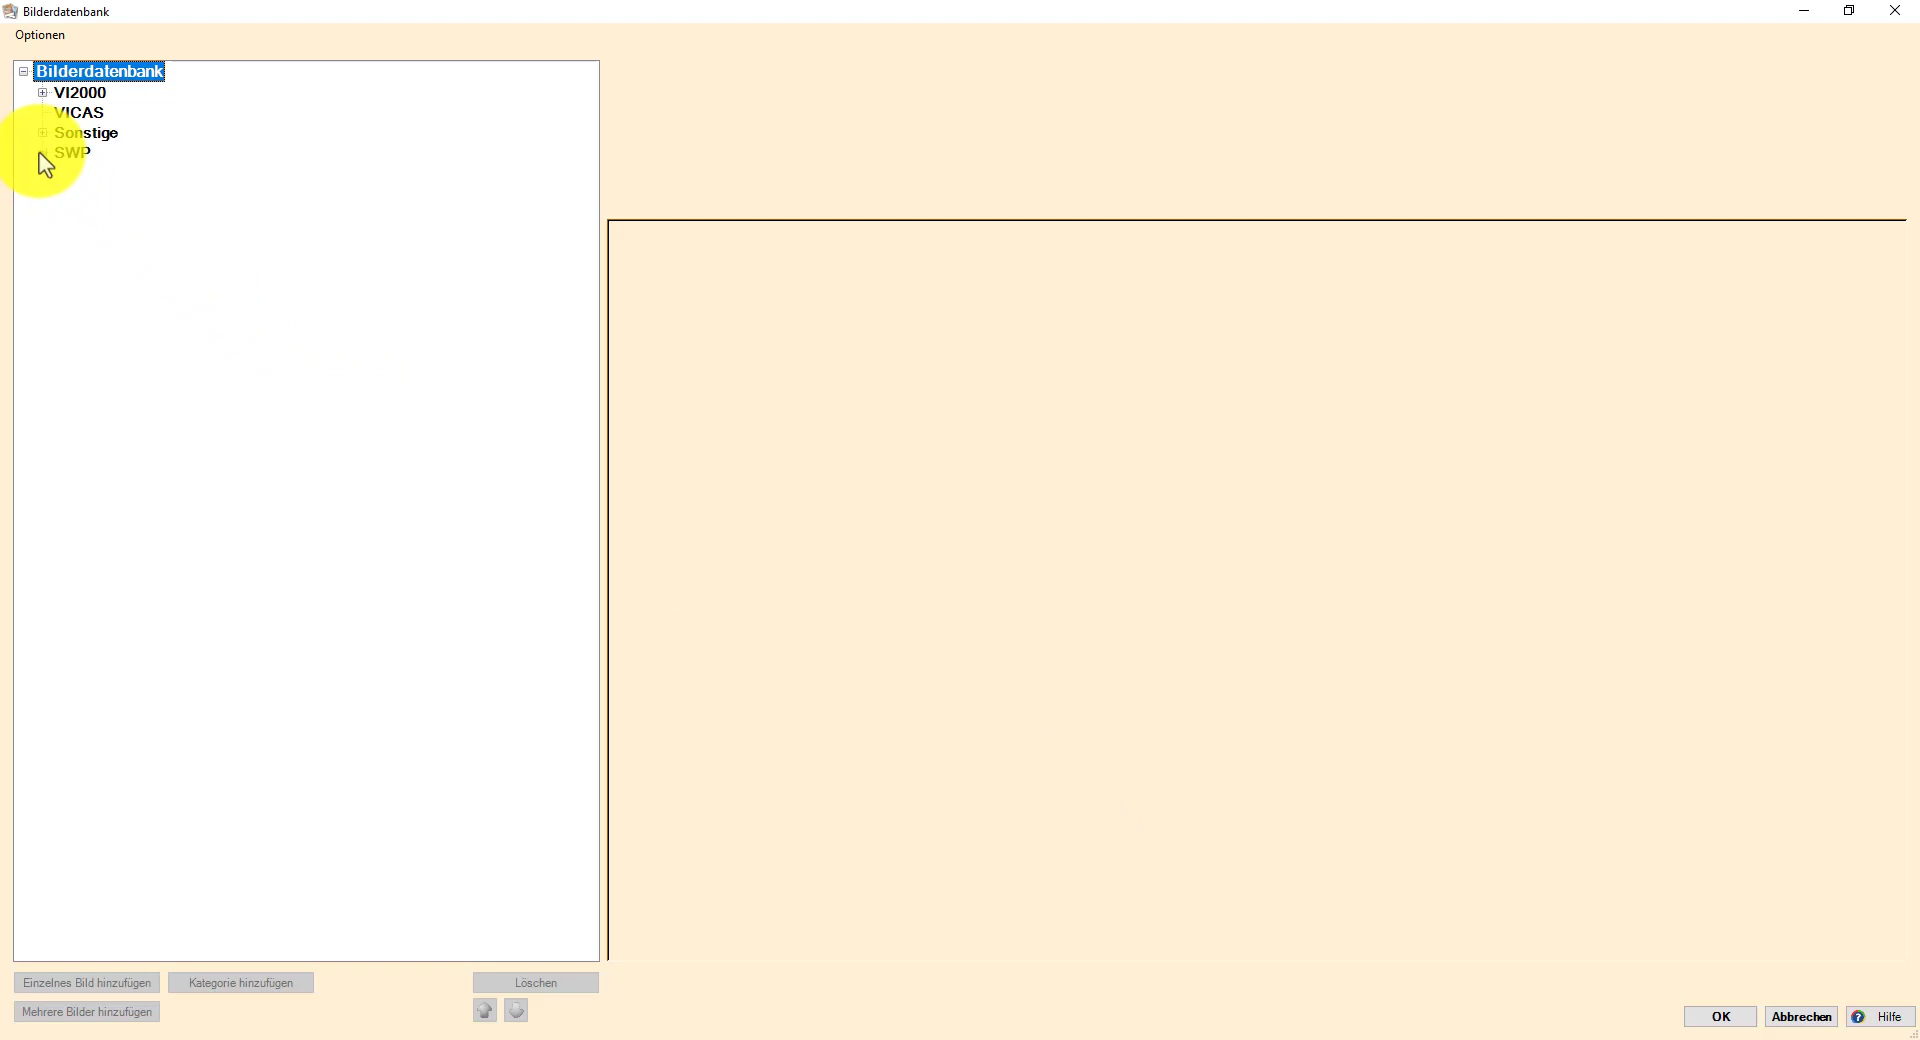 Bilderdatenbank
Optionen
Bilderdatenbank
VI2000
VICAS
Sonstige
SWP
Einzelnes Bild hinzufügen
Kategorie hinzufügen
Löschen
Mehrere Bilder hinzufügen
OK
Abbrechen
Hilfe